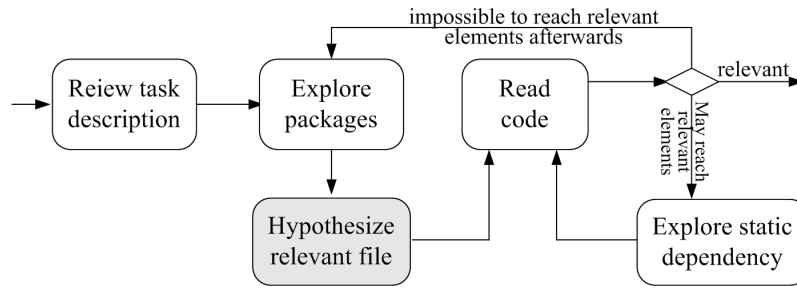 impossible to reach relevant
elements afterwards
Reiew task
description
Explore
packages
Read
code
relevant
May reach
relevant
elements
Hypothesize
relevant file
Explore static
dependency